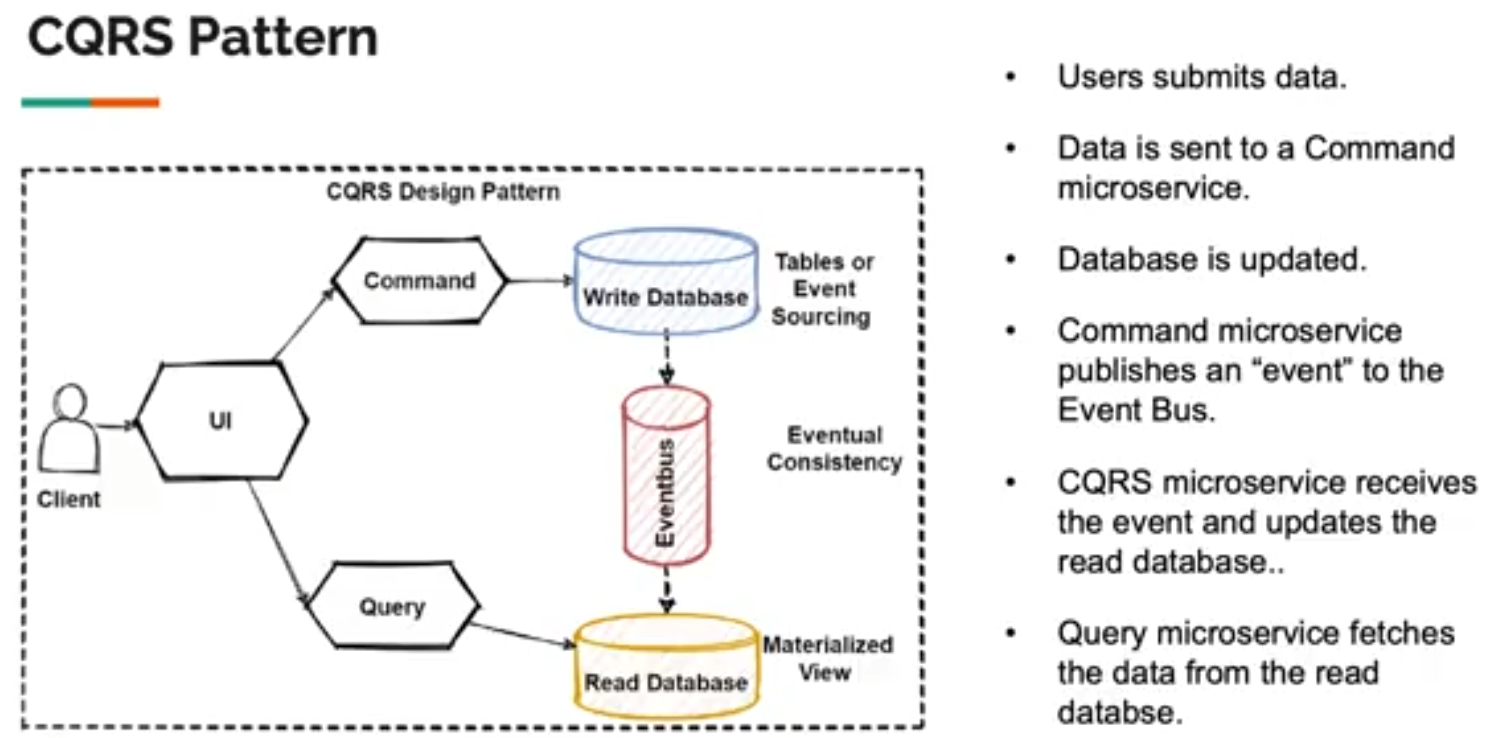 CQRS Pattern
CQRS Design Pattern
Command
Write Database
Tables or
Event
Sourcing
UI
Client
Eventbus
Eventual
Consistency
Query
Read Database
Materialized
View
• Users submits data.
• Data is sent to a Command
microservice.
• Database is updated.
• Command microservice
publishes an “event” to the
Event Bus.
• CQRS microservice receives
the event and updates the
read database..
• Query microservice fetches
the data from the read
databse.